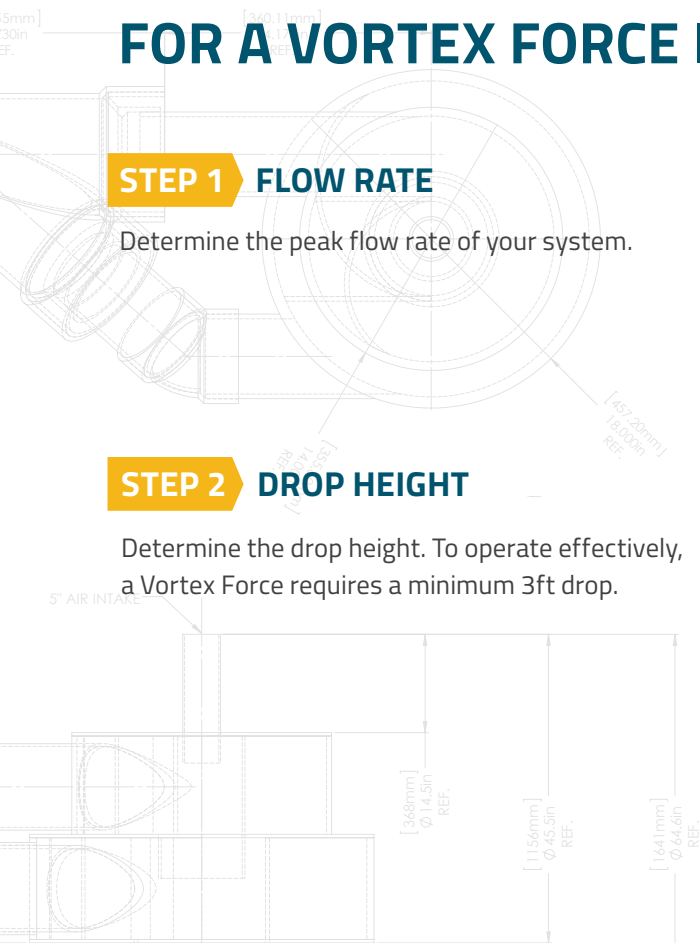 [360.11mm]
REF.
FOR A VORTEX FORCE
STEP 1 FLOW RATE
Determine the peak flow rate of your system.
[457.20mm]
18.000in
REF.
STEP 2 DROP HEIGHT
Determine the drop height. To operate effectively,
a Vortex Force requires a minimum 3ft drop.
5" AIR INTAKE
[368mm]
Ø 14.5in
REF.
[1156mm]
Ø 45.5in
REF.
[1641mm]
Ø 64.6in
REF.